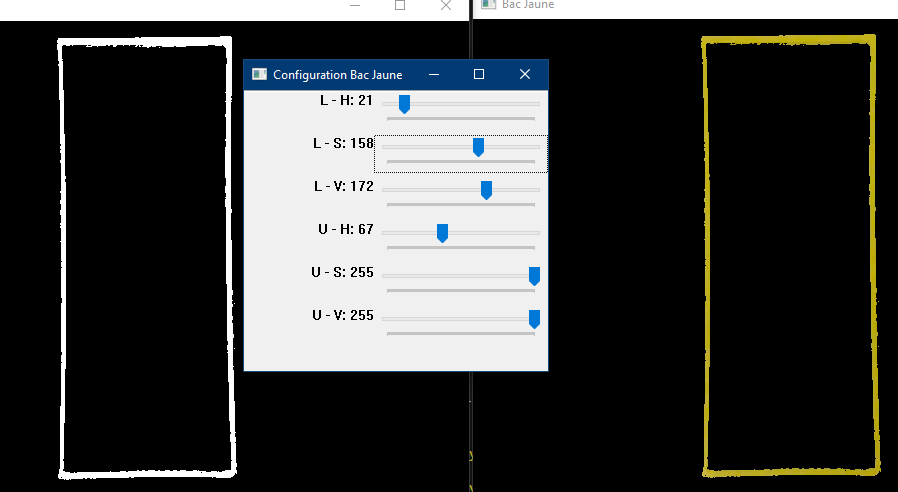 Bac Jaune
Configuration Bac Jaune
L - H: 21
L - S: 158
L - V: 172
U - H: 67
U - S: 255
U - V: 255